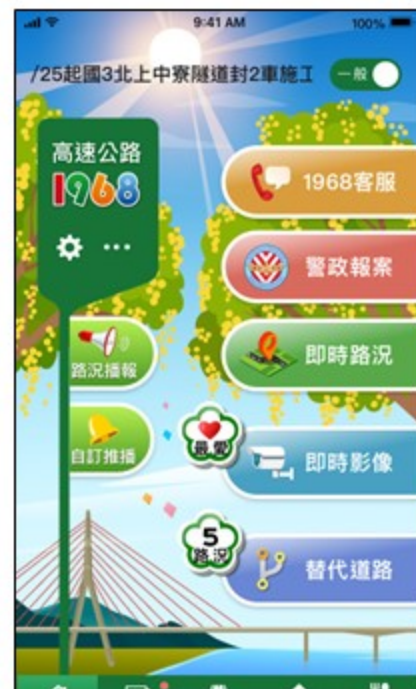 9:41 AM
100%
/25起國3北上中寮隧道封2車施工
一般
高速公路
1968
1968客服
警政報案
即時路況
路況播報
自訂推播
最愛
即時影像
5
路況
替代道路